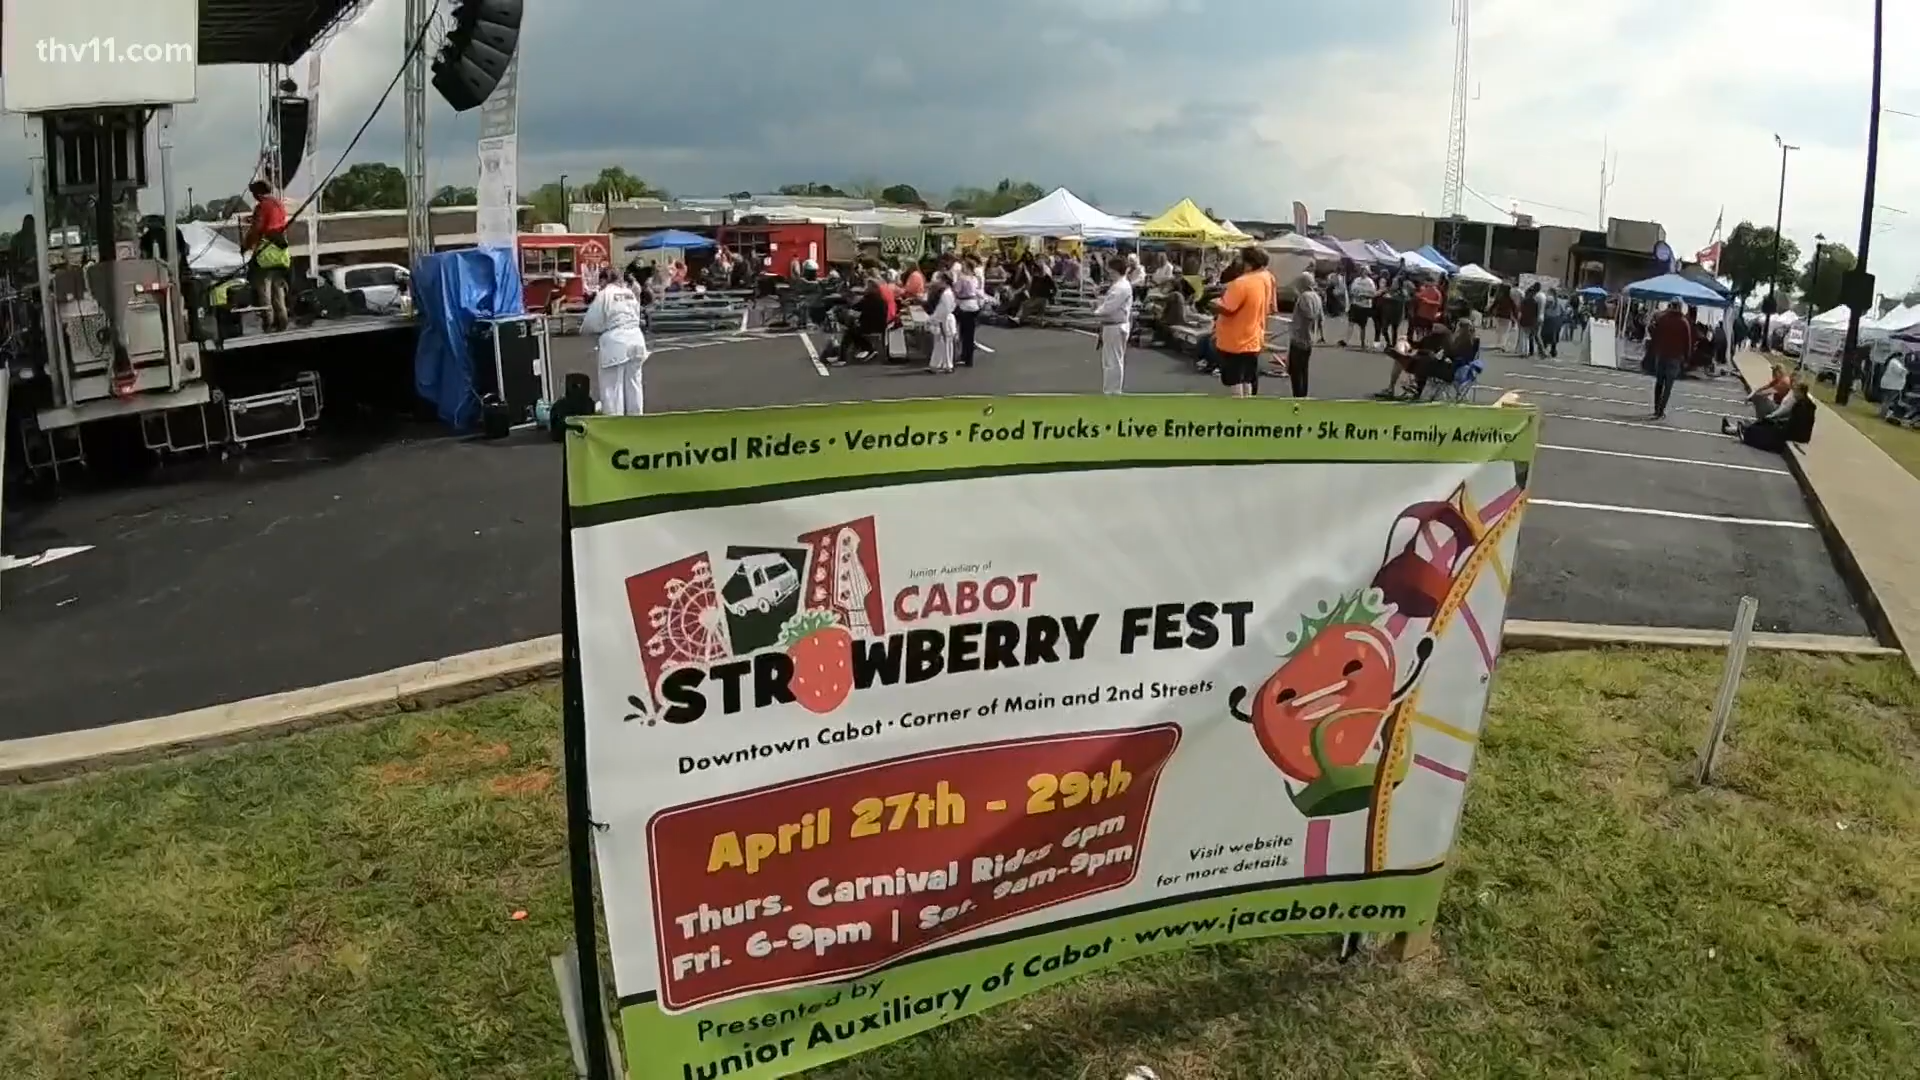 thv11.com
Carnival Rides • Vendors • Food Trucks • Live Entertainment • 5k Run • Family Activities
Junior Auxiliary of
CABOT
STRAWBERRY FEST
Downtown Cabot • Corner of Main and 2nd Streets
April 27th - 29th
Thurs. Carnival Rides 6pm
Fri. 6-9pm | Sat. 9am-9pm
Visit website
for more details
Presented by
Junior Auxiliary of Cabot • www.jacabot.com